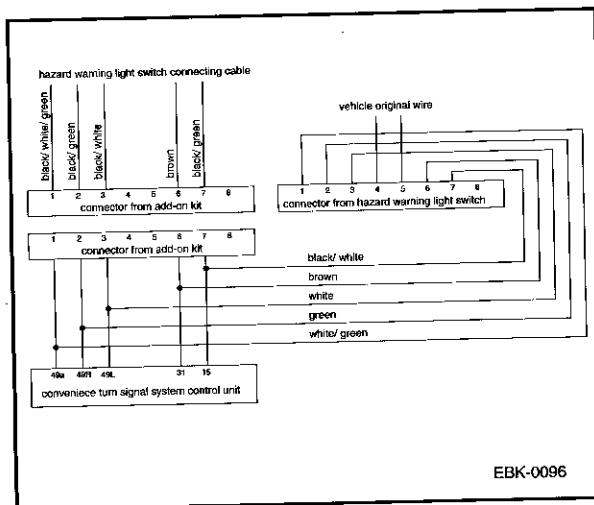 hazard warning light switch connecting cable
black/ white/ green
black/ green
black/ white
brown
black/ green
1 2 3 4 5 6 7 8
connector from add-on kit
vehicle original wire
1 2 3 4 5 6 7 8
connector from hazard warning light switch
1 2 3 4 5 6 7 8
connector from add-on kit
black/ white
brown
white
green
white/ green
49a 49R 49L 31 15
conveniece turn signal system control unit
EBK-0096